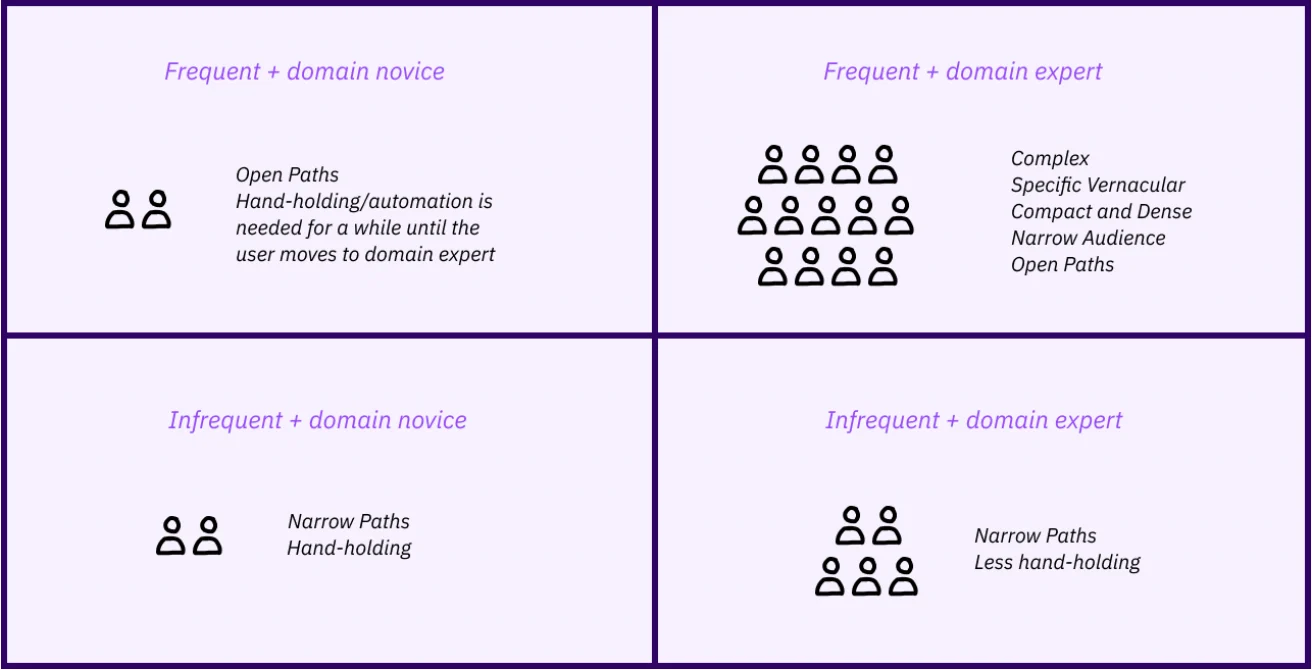 Frequent + domain novice
Open Paths
Hand-holding/automation is
needed for a while until the
user moves to domain expert
Frequent + domain expert
Complex
Specific Vernacular
Compact and Dense
Narrow Audience
Open Paths
Infrequent + domain novice
Narrow Paths
Hand-holding
Infrequent + domain expert
Narrow Paths
Less hand-holding